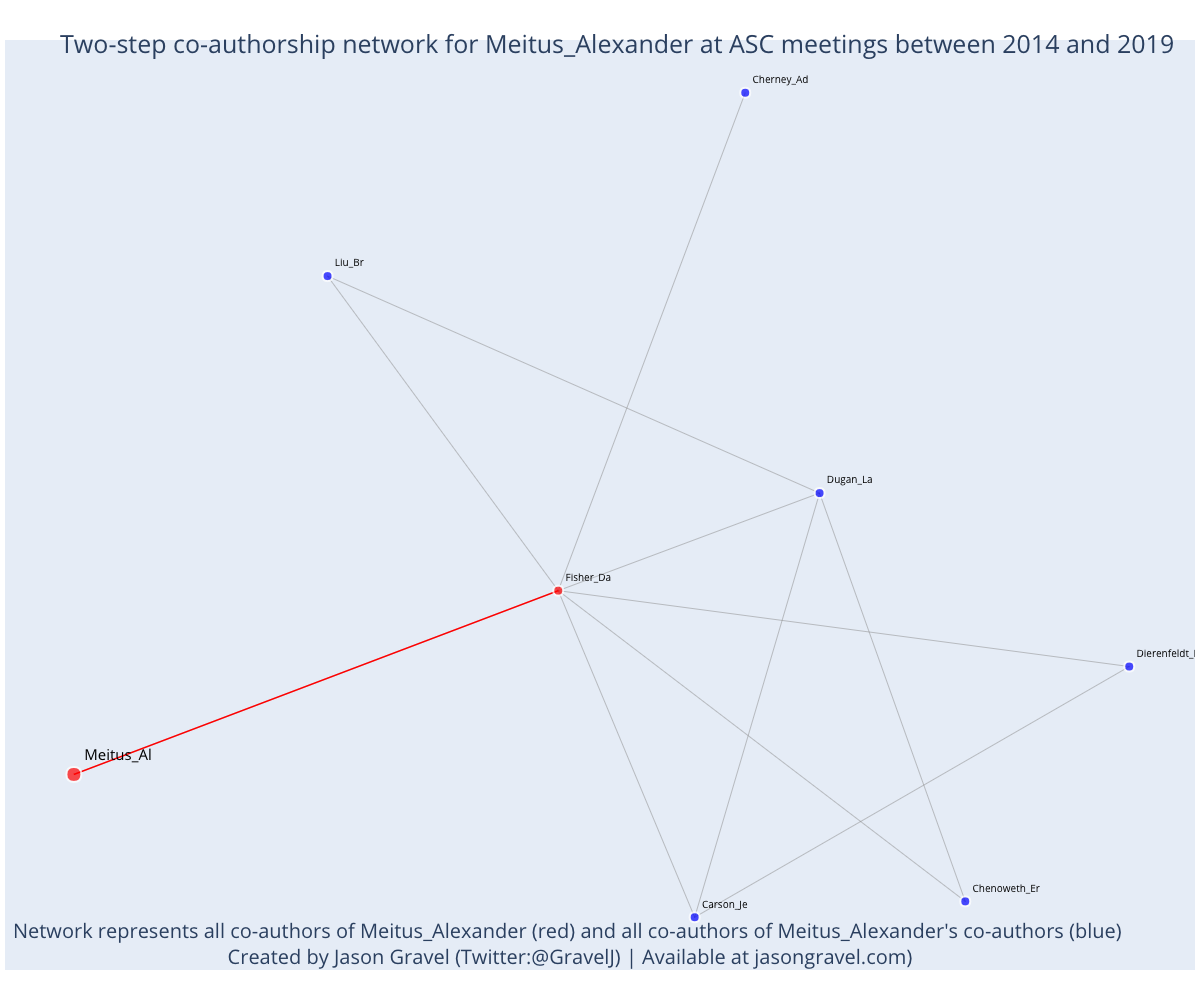 Two-step co-authorship network for Meitus_Alexander at ASC meetings between 2014 and 2019
Cherney_Ad
Liu_Br
Dugan_La
Fisher_Da
Dierenfeldt_
Meitus_Al
Chenoweth_Er
Carson_Je
Network represents all co-authors of Meitus_Alexander (red) and all co-authors of Meitus_Alexander's co-authors (blue)
Created by Jason Gravel (Twitter:@GravelJ) | Available at jasongravel.com)